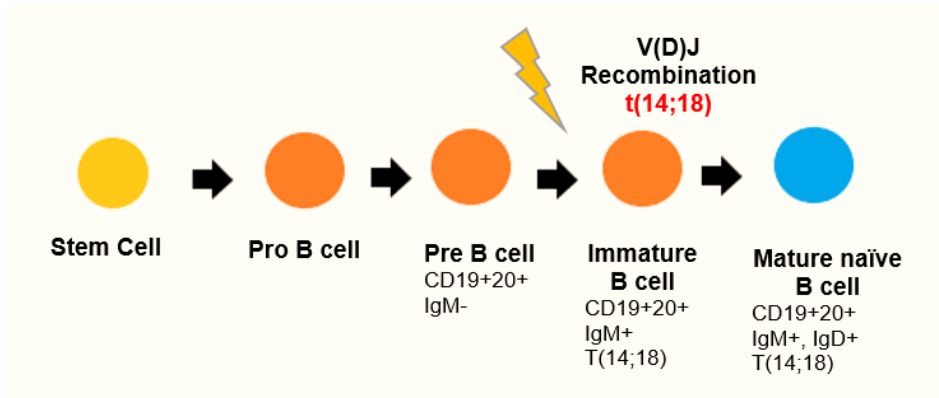 V(D)J
Recombination
t(14;18)
Stem Cell
Pro B cell
Pre B cell
CD19+20+
IgM-
Immature
B cell
CD19+20+
IgM+
T(14;18)
Mature naïve
B cell
CD19+20+
IgM+, IgD+
T(14;18)